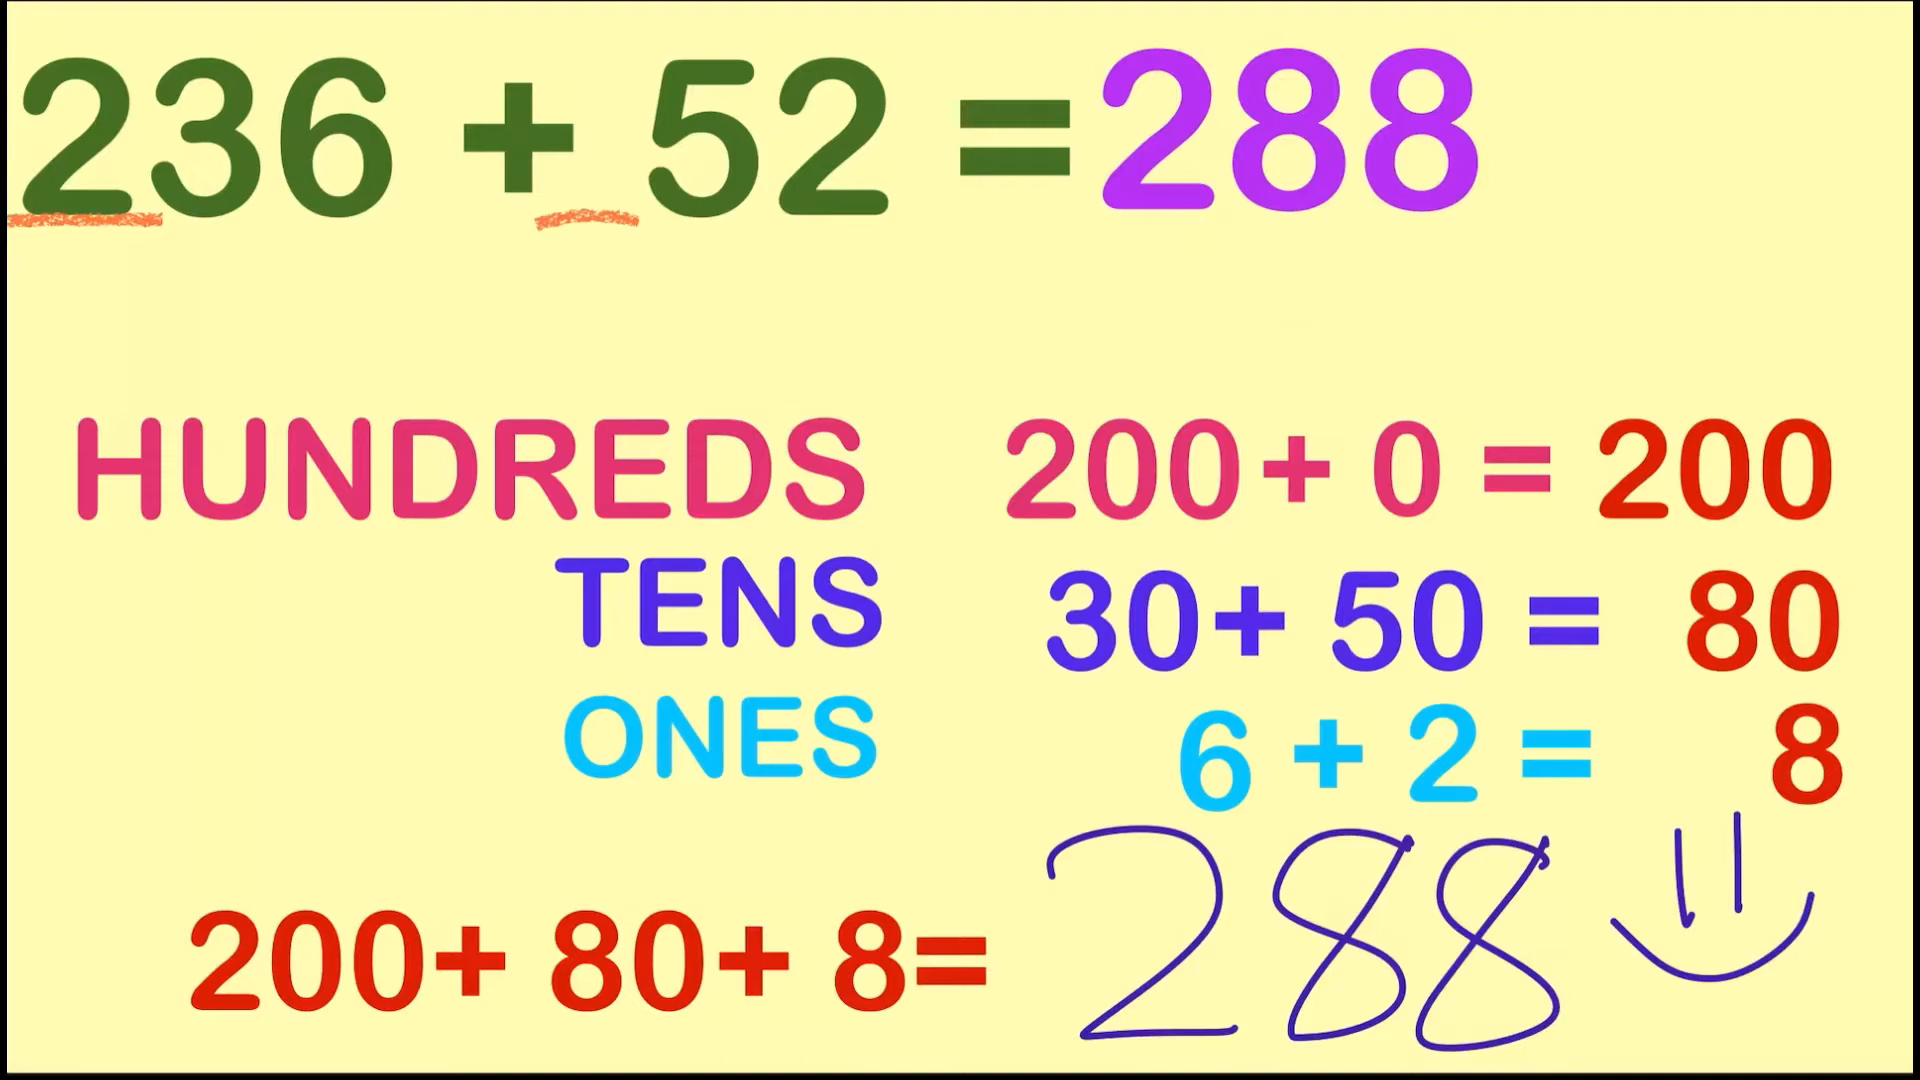 236 + 52 = 288
HUNDREDS 200 + 0 = 200
TENS 30 + 50 = 80
ONES 6 + 2 = 8
200 + 80 + 8 = 288